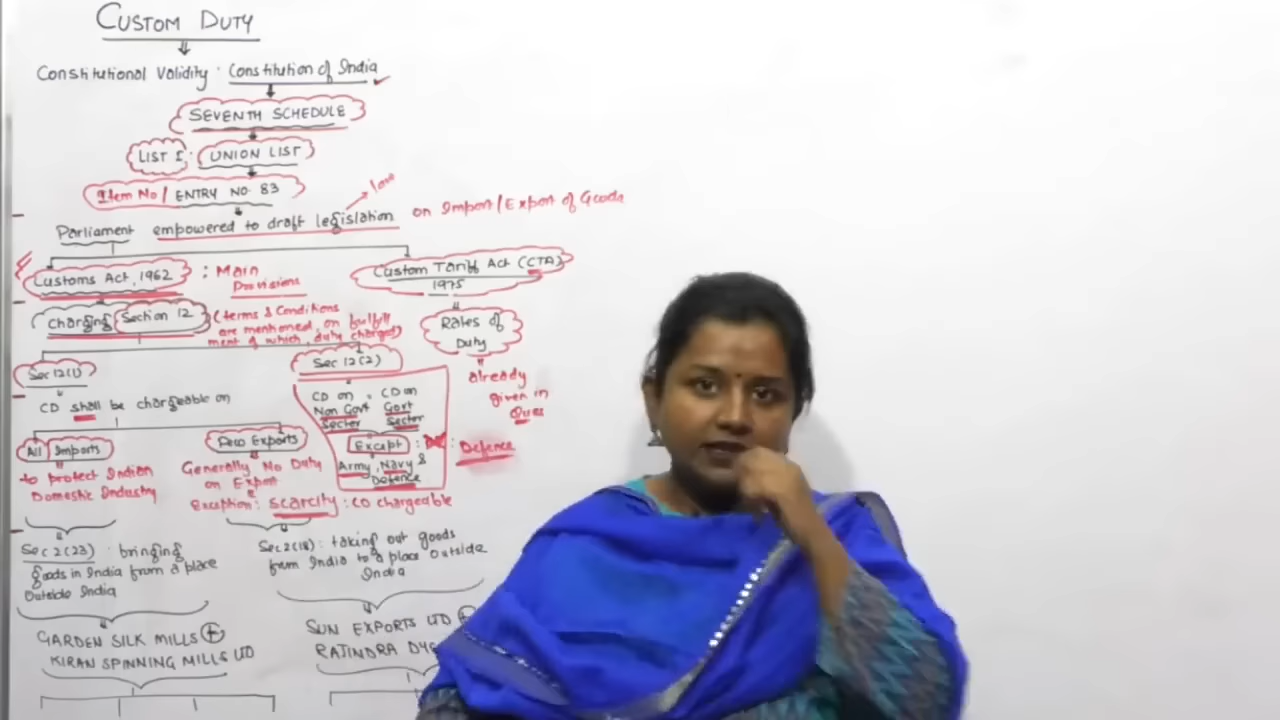 CUSTOM DUTY
Constitutional Validity : Constitution of India
SEVENTH SCHEDULE
LIST I : UNION LIST
Item No / ENTRY NO 83
law
Parliament empowered to draft legislation on Import/Export of Goods
Customs Act, 1962 : Main Provisions
Custom Tariff Act (CTA) 1975
Charging Section 12
(terms & Conditions
are mentioned, on fulfill
ment of which, duty charged)
Rates of
Duty
already
given in
Ques
Sec 12(1)
Sec 12(2)
CD shall be chargeable on
CD on
Non Govt
Sector
CD on
Govt
Sector
Except : : Defence
Army, Navy &
Defence
All Imports
to protect Indian
Domestic Industry
Few Exports
Generally No Duty
on Export
Exception: scarcity : CD chargeable
Sec 2(23) : bringing
goods in India from a place
Outside India
Sec 2(18) : taking out goods
from India to a place outside
India
GARDEN SILK MILLS
KIRAN SPINNING MILLS LTD
SUN EXPORTS LTD
RAJINDRA